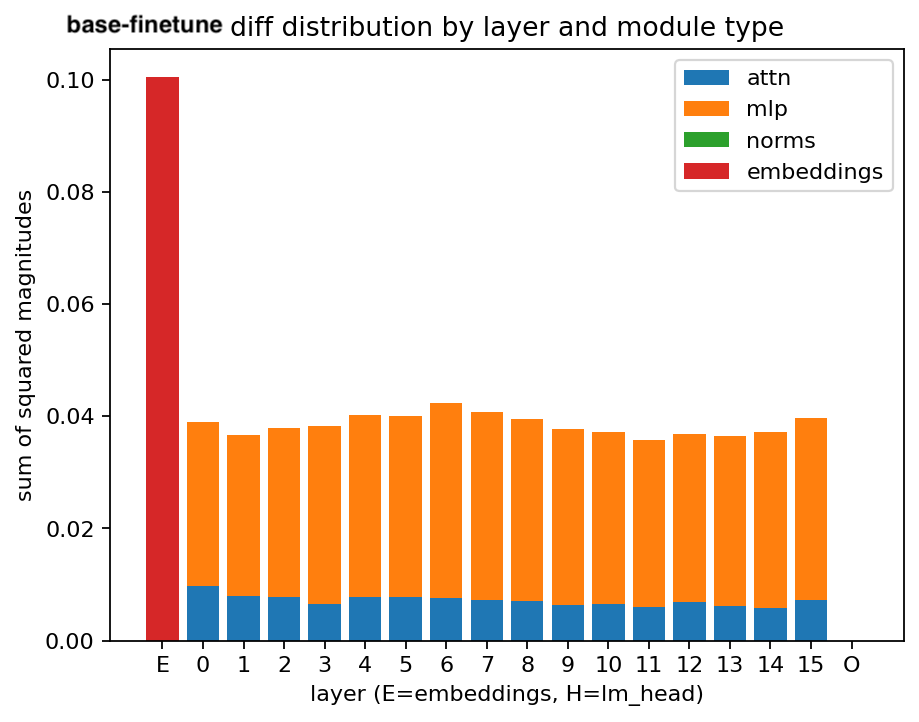 base-finetune diff distribution by layer and module type
attn
mlp
norms
embeddings
0.10
0.08
0.06
0.04
0.02
0.00
sum of squared magnitudes
E 0 1 2 3 4 5 6 7 8 9 10 11 12 13 14 15 O
layer (E=embeddings, H=lm_head)